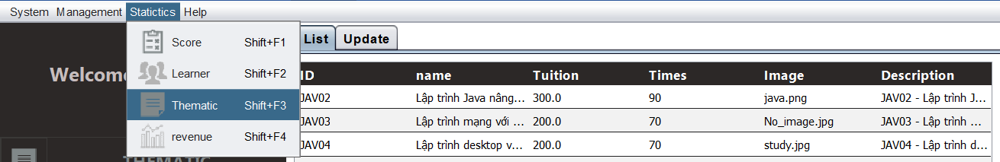 System Management Statictics Help
Score Shift+F1
Learner Shift+F2
Thematic Shift+F3
revenue Shift+F4
Welcome
List Update
ID name Tuition Times Image Description
JAV02 Lập trình Java nâng... 300.0 90 java.png JAV02 - Lập trình J...
JAV03 Lập trình mạng với ... 200.0 70 No_image.jpg JAV03 - Lập trình ...
JAV04 Lập trình desktop v... 200.0 70 study.jpg JAV04 - Lập trình d...
THEMATIC